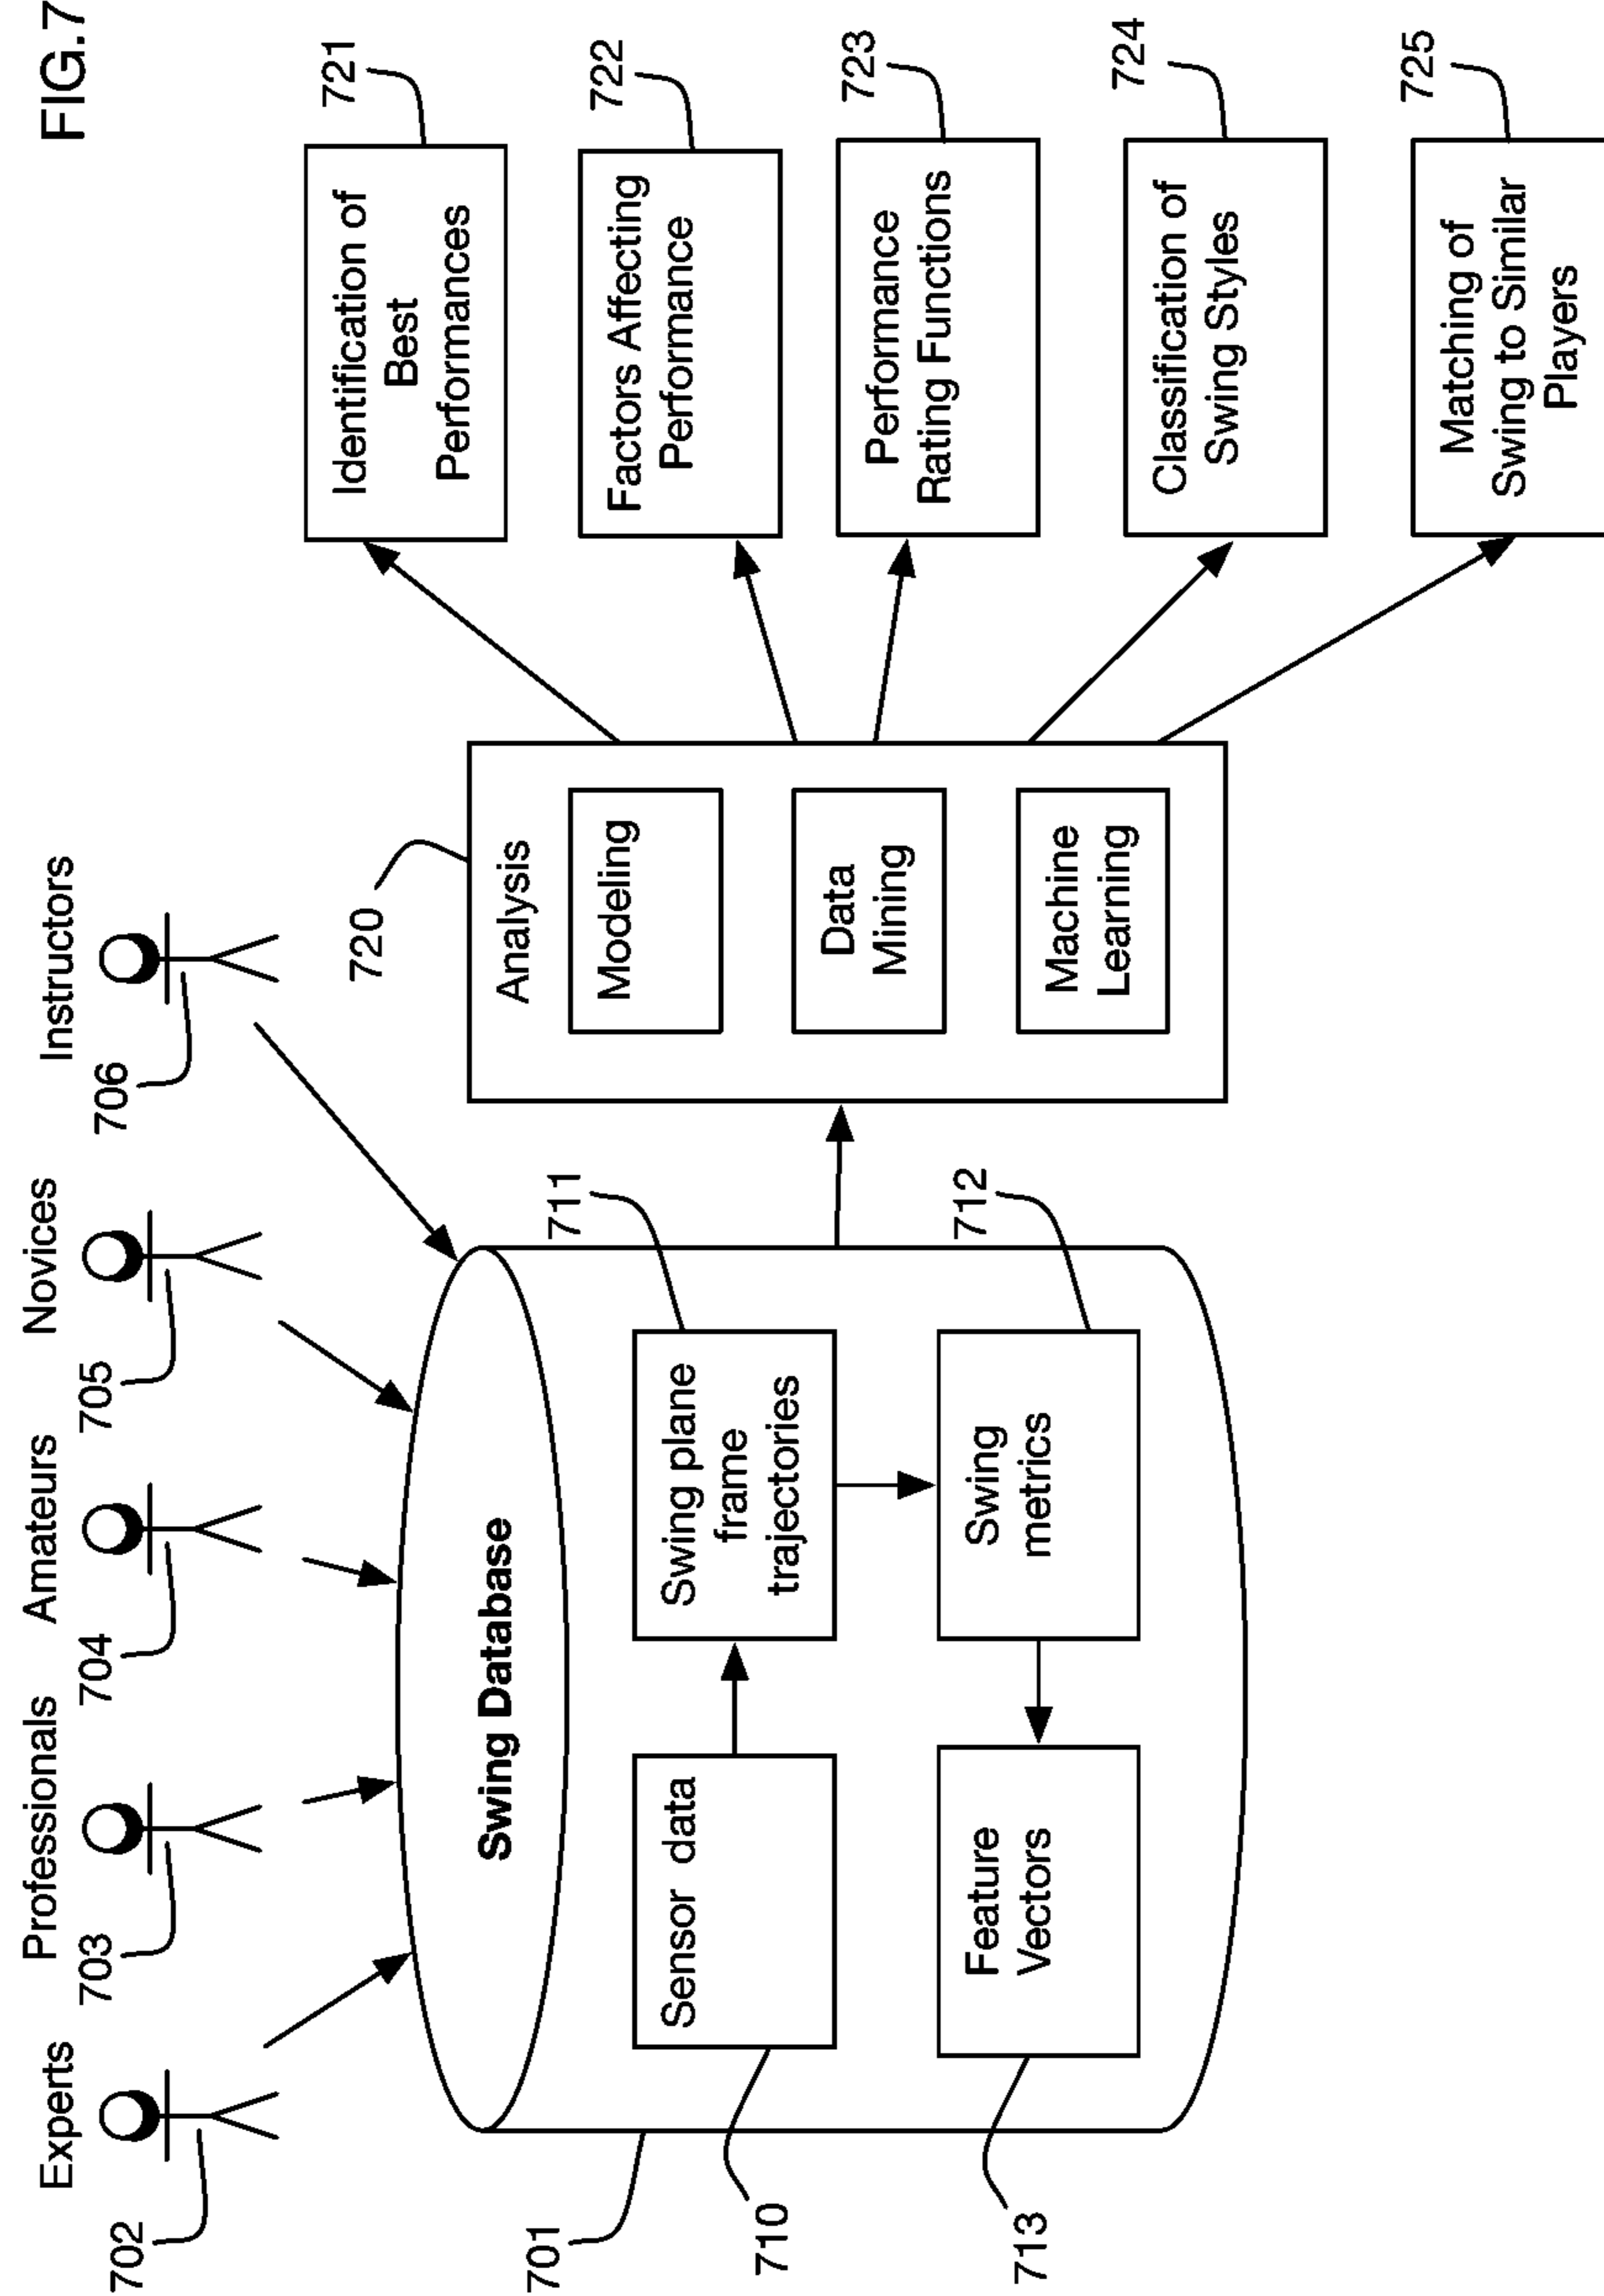 FIG.7
Experts
702
Professionals
703
Amateurs
704
Novices
705
Instructors
706
701
Swing Database
Sensor data
710
Swing plane
frame
trajectories
711
Swing
metrics
712
Feature
Vectors
713
720
Analysis
Modeling
Data
Mining
Machine
Learning
721
Identification of
Best
Performances
722
Factors Affecting
Performance
723
Performance
Rating Functions
724
Classification of
Swing Styles
725
Matching of
Swing to Similar
Players